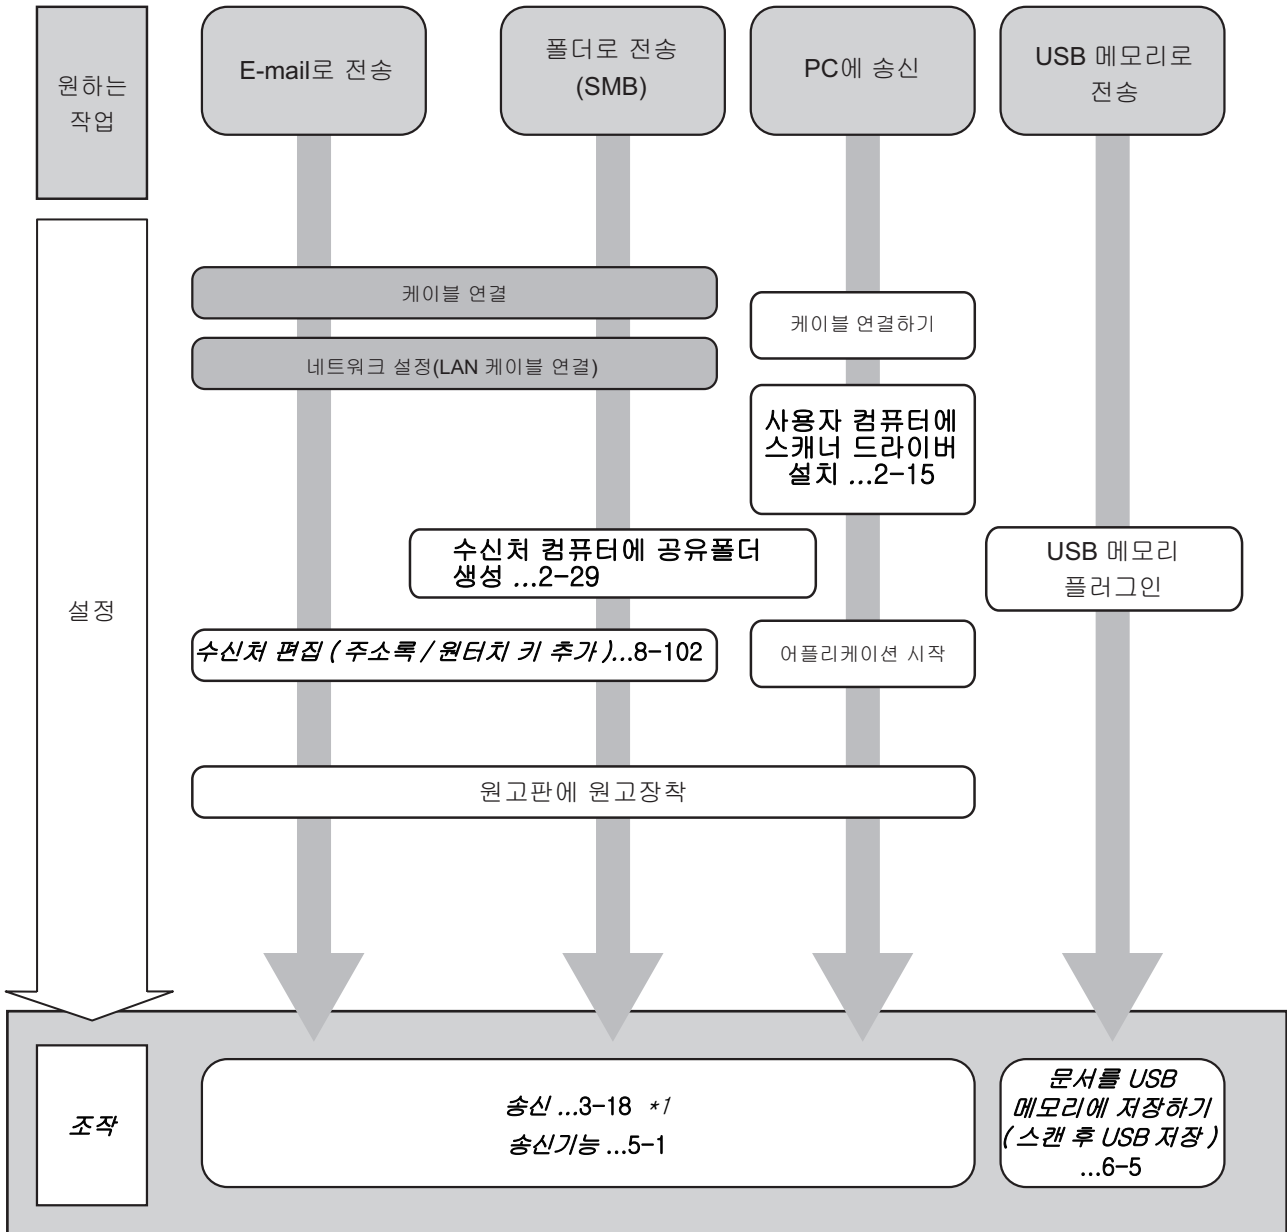 원하는
작업
E-mail로 전송
폴더로 전송
(SMB)
PC에 송신
USB 메모리로
전송
설정
케이블 연결
네트워크 설정(LAN 케이블 연결)
케이블 연결하기
사용자 컴퓨터에
스캐너 드라이버
설치 ...2-15
수신처 컴퓨터에 공유폴더
생성 ...2-29
USB 메모리
플러그인
수신처 편집 ( 주소록 / 원터치 키 추가 )...8-102
어플리케이션 시작
원고판에 원고장착
조작
송신 ...3-18 *1
송신기능 ...5-1
문서를 USB
메모리에 저장하기
( 스캔 후 USB 저장 )
...6-5